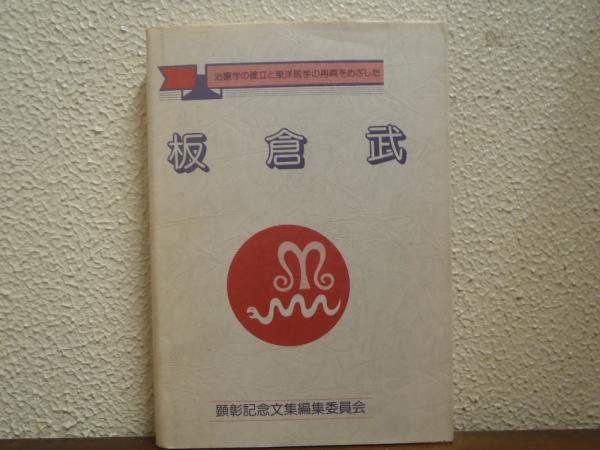 治療学の確立と東洋医学の再興をめざした
板倉武
顕彰記念文集編集委員会